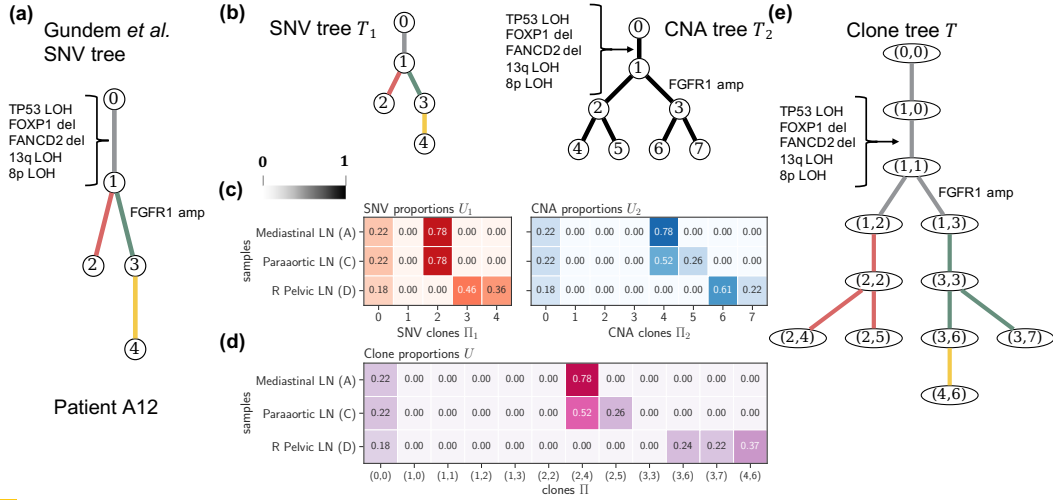 (a)
Gundem et al.
SNV tree
0
TP53 LOH
FOXP1 del
FANCD2 del
13q LOH
8p LOH
1
FGFR1 amp
2
3
4
Patient A12
(b)
SNV tree T₁
0
1
2
3
4
TP53 LOH
FOXP1 del
FANCD2 del
13q LOH
8p LOH
CNA tree T₂
0
1
FGFR1 amp
2
3
4
5
6
7
0
1
(c)
SNV proportions U₁
samples
Mediastinal LN (A) 0.22 0.00 0.78 0.00 0.00
Paraaortic LN (C) 0.22 0.00 0.78 0.00 0.00
R Pelvic LN (D) 0.18 0.00 0.00 0.46 0.36
0 1 2 3 4
SNV clones Π₁
CNA proportions U₂
0.22 0.00 0.00 0.00 0.78 0.00 0.00 0.00
0.22 0.00 0.00 0.00 0.52 0.26 0.00 0.00
0.18 0.00 0.00 0.00 0.00 0.00 0.61 0.22
0 1 2 3 4 5 6 7
CNA clones Π₂
(d)
Clone proportions U
samples
Mediastinal LN (A) 0.22 0.00 0.00 0.00 0.00 0.00 0.78 0.00 0.00 0.00 0.00 0.00
Paraaortic LN (C) 0.22 0.00 0.00 0.00 0.00 0.00 0.52 0.26 0.00 0.00 0.00 0.00
R Pelvic LN (D) 0.18 0.00 0.00 0.00 0.00 0.00 0.00 0.00 0.00 0.24 0.22 0.37
(0,0) (1,0) (1,1) (1,2) (1,3) (2,2) (2,4) (2,5) (3,3) (3,6) (3,7) (4,6)
clones Π
(e)
Clone tree T
(0,0)
TP53 LOH
FOXP1 del
FANCD2 del
13q LOH
8p LOH
(1,0)
(1,1)
FGFR1 amp
(1,2)
(1,3)
(2,2)
(3,3)
(2,4)
(2,5)
(3,6)
(3,7)
(4,6)